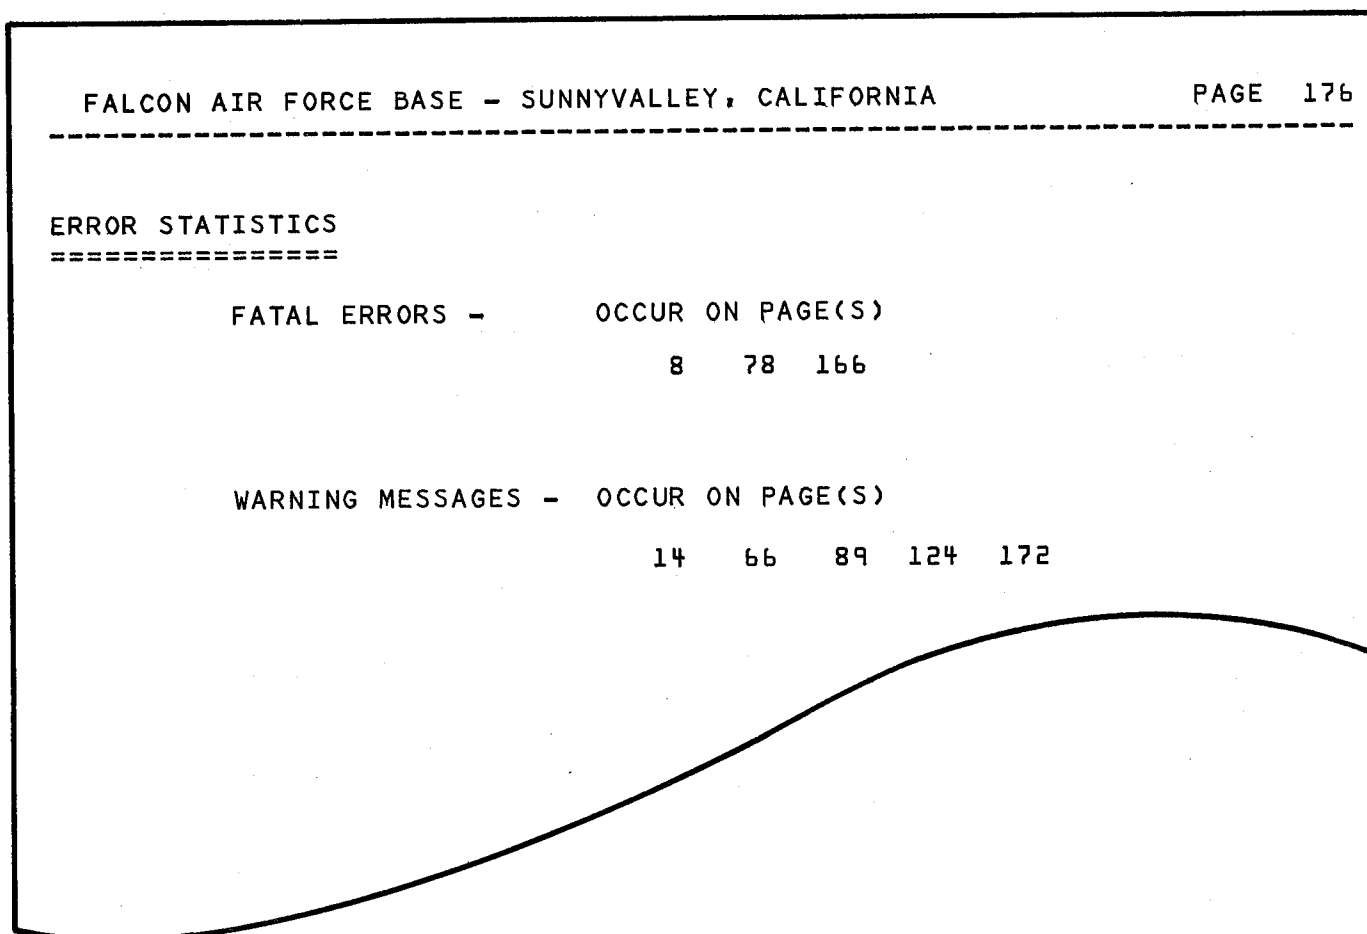 FALCON AIR FORCE BASE - SUNNYVALLEY, CALIFORNIA PAGE 176
--------------------------------------------------------------------------------
ERROR STATISTICS
================
FATAL ERRORS - OCCUR ON PAGE(S)
8 78 166
WARNING MESSAGES - OCCUR ON PAGE(S)
14 66 89 124 172